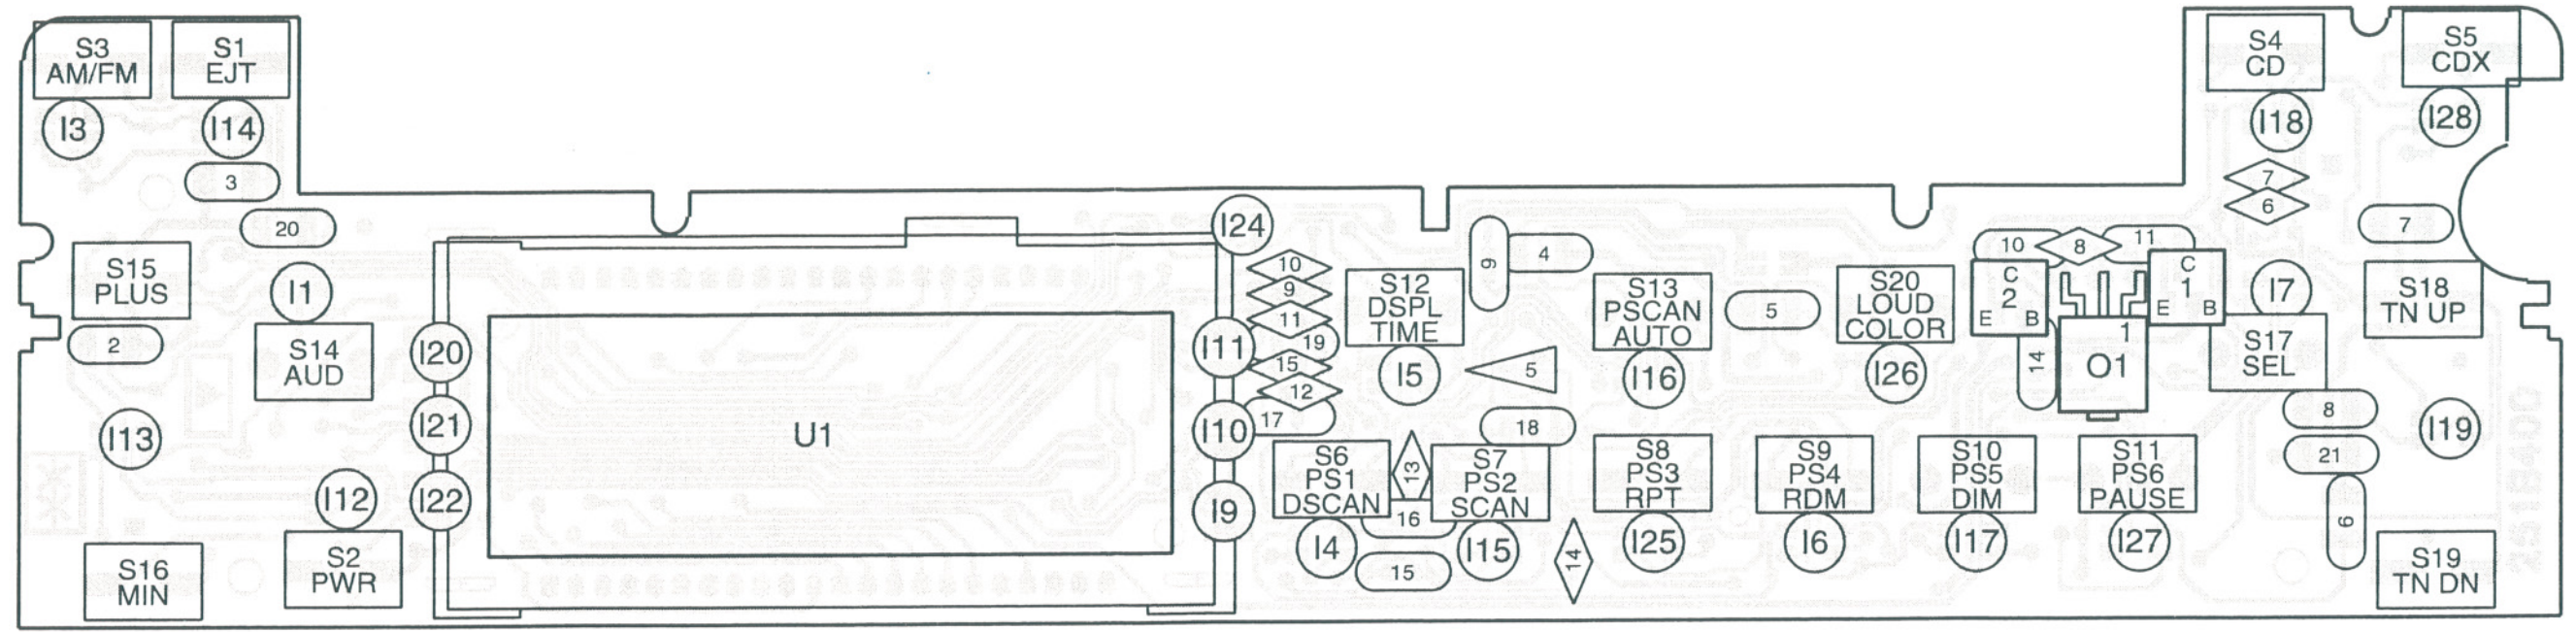 S3
AM/FM
S1
EJT
S4
CD
S5
CDX
I3
I14
I18
I28
3
7
6
20
I24
7
S15
PLUS
I1
10
9
11
19
15
12
17
S12
DSPL
TIME
9
4
S13
PSCAN
AUTO
5
S20
LOUD
COLOR
10
8
11
C
2
E B
C
1
E B
I7
S18
TN UP
2
S14
AUD
I20
I11
I5
5
I16
I26
14
1
O1
S17
SEL
I13
I21
U1
I10
18
8
I19
21
I12
I22
I9
S6
PS1
DSCAN
13
S7
PS2
SCAN
S8
PS3
RPT
S9
PS4
RDM
S10
PS5
DIM
S11
PS6
PAUSE
16
9
S16
MIN
S2
PWR
I4
15
I15
14
I25
I6
I17
I27
S19
TN DN